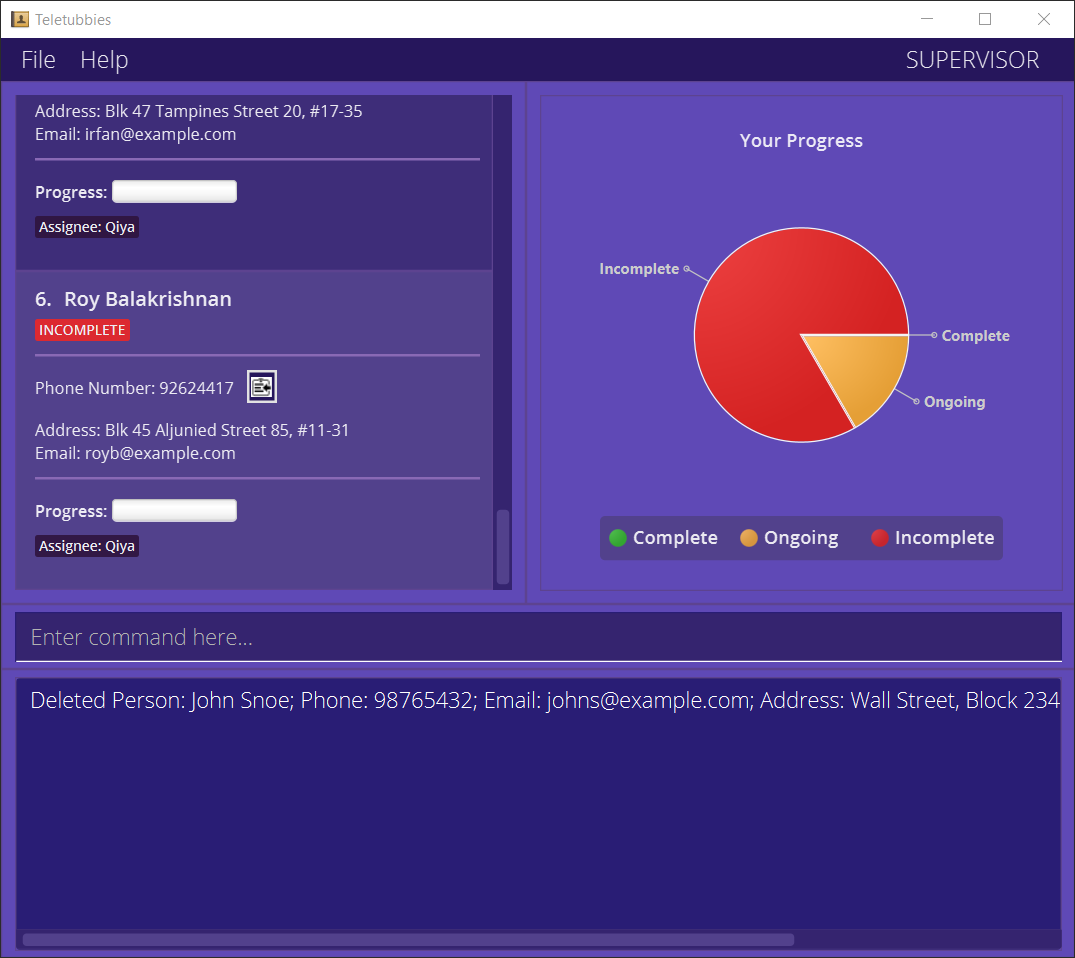 Teletubbies
File Help SUPERVISOR
Address: Blk 47 Tampines Street 20, #17-35
Email: irfan@example.com
Progress:
Assignee: Qiya
6. Roy Balakrishnan
INCOMPLETE
Phone Number: 92624417
Address: Blk 45 Aljunied Street 85, #11-31
Email: royb@example.com
Progress:
Assignee: Qiya
Your Progress
Incomplete
Complete
Ongoing
Complete Ongoing Incomplete
Enter command here...
Deleted Person: John Snoe; Phone: 98765432; Email: johns@example.com; Address: Wall Street, Block 234